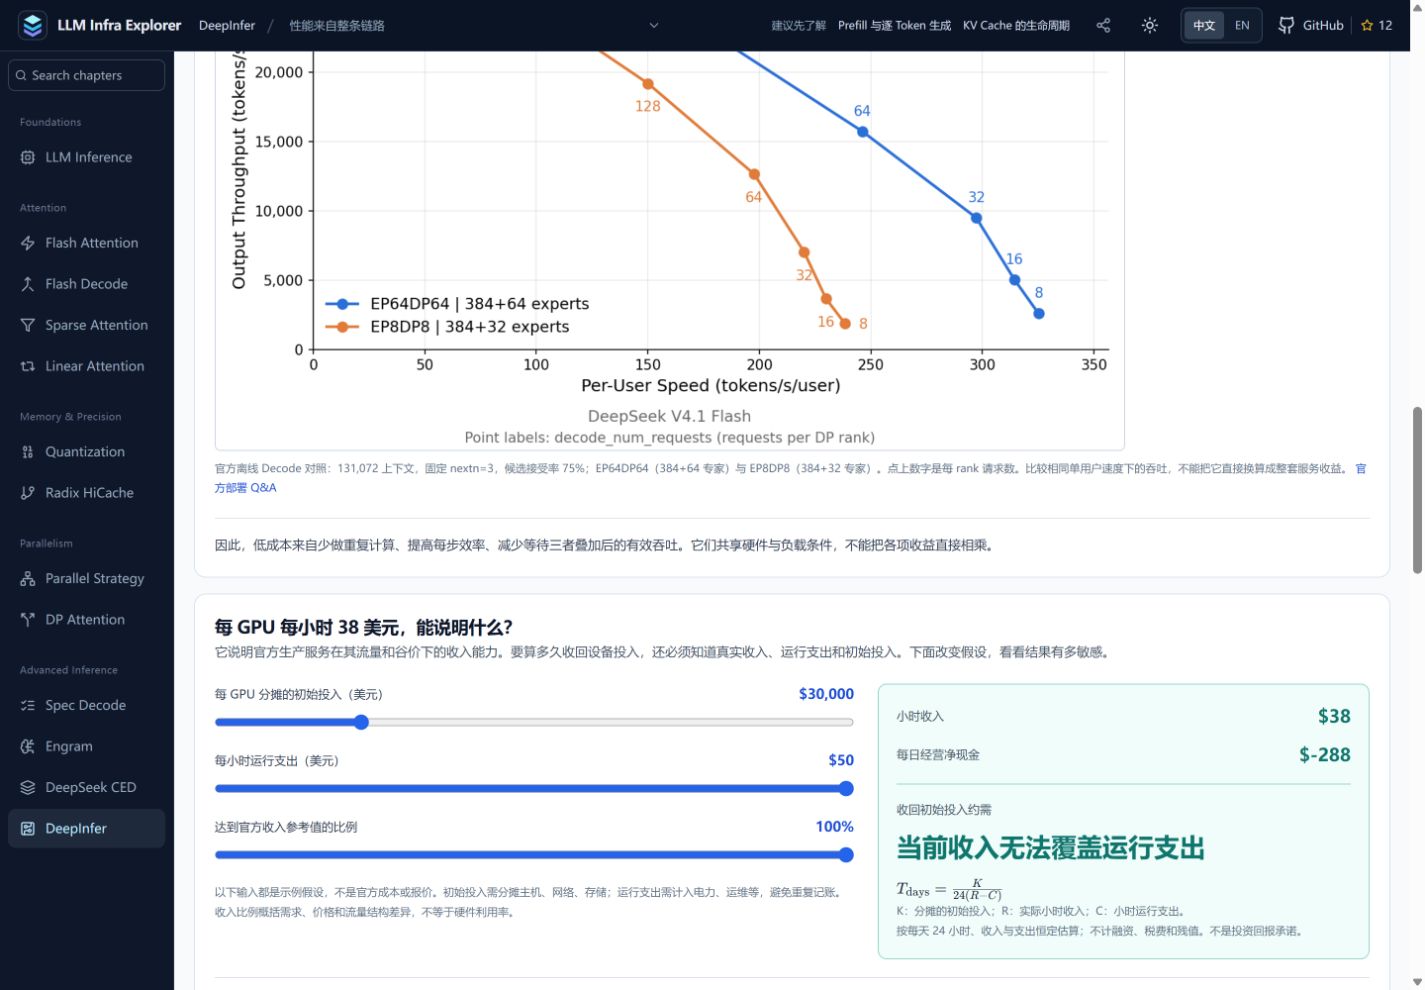 LLM Infra Explorer
DeepInfer / 性能来自整条链路
建议先了解 Prefill 与逐 Token 生成 KV Cache 的生命周期
中文 EN
GitHub
12
Search chapters
Foundations
LLM Inference
Attention
Flash Attention
Flash Decode
Sparse Attention
Linear Attention
Memory & Precision
Quantization
Radix HiCache
Parallelism
Parallel Strategy
DP Attention
Advanced Inference
Spec Decode
Engram
DeepSeek CED
DeepInfer
Output Throughput (tokens/s/
20,000
15,000
10,000
5,000
0
128
64
32
16
8
64
32
16
8
EP64DP64 | 384+64 experts
EP8DP8 | 384+32 experts
0 50 100 150 200 250 300 350
Per-User Speed (tokens/s/user)
DeepSeek V4.1 Flash
Point labels: decode_num_requests (requests per DP rank)
官方离线 Decode 对照：131,072 上下文，固定 nextn=3，候选接受率 75%；EP64DP64（384+64 专家）与 EP8DP8（384+32 专家）。点上数字是每 rank 请求数。比较相同单用户速度下的吞吐，不能把它直接换算成整套服务收益。 官
方部署 Q&A
因此，低成本来自少做重复计算、提高每步效率、减少等待三者叠加后的有效吞吐。它们共享硬件与负载条件，不能把各项收益直接相乘。
每 GPU 每小时 38 美元，能说明什么？
它说明官方生产服务在其流量和谷价下的收入能力。要算多久收回设备投入，还必须知道真实收入、运行支出和初始投入。下面改变假设，看看结果有多敏感。
每 GPU 分摊的初始投入（美元） $30,000
每小时运行支出（美元） $50
达到官方收入参考值的比例 100%
以下输入都是示例假设，不是官方成本或报价。初始投入需分摊主机、网络、存储；运行支出需计入电力、运维等，避免重复记账。
收入比例概括需求、价格和流量结构差异，不等于硬件利用率。
小时收入 $38
每日经营净现金 $-288
收回初始投入约需
当前收入无法覆盖运行支出
T_days = K / 24(R−C)
K：分摊的初始投入；R：实际小时收入；C：小时运行支出。
按每天 24 小时、收入与支出恒定估算；不计融资、税费和残值。不是投资回报承诺。